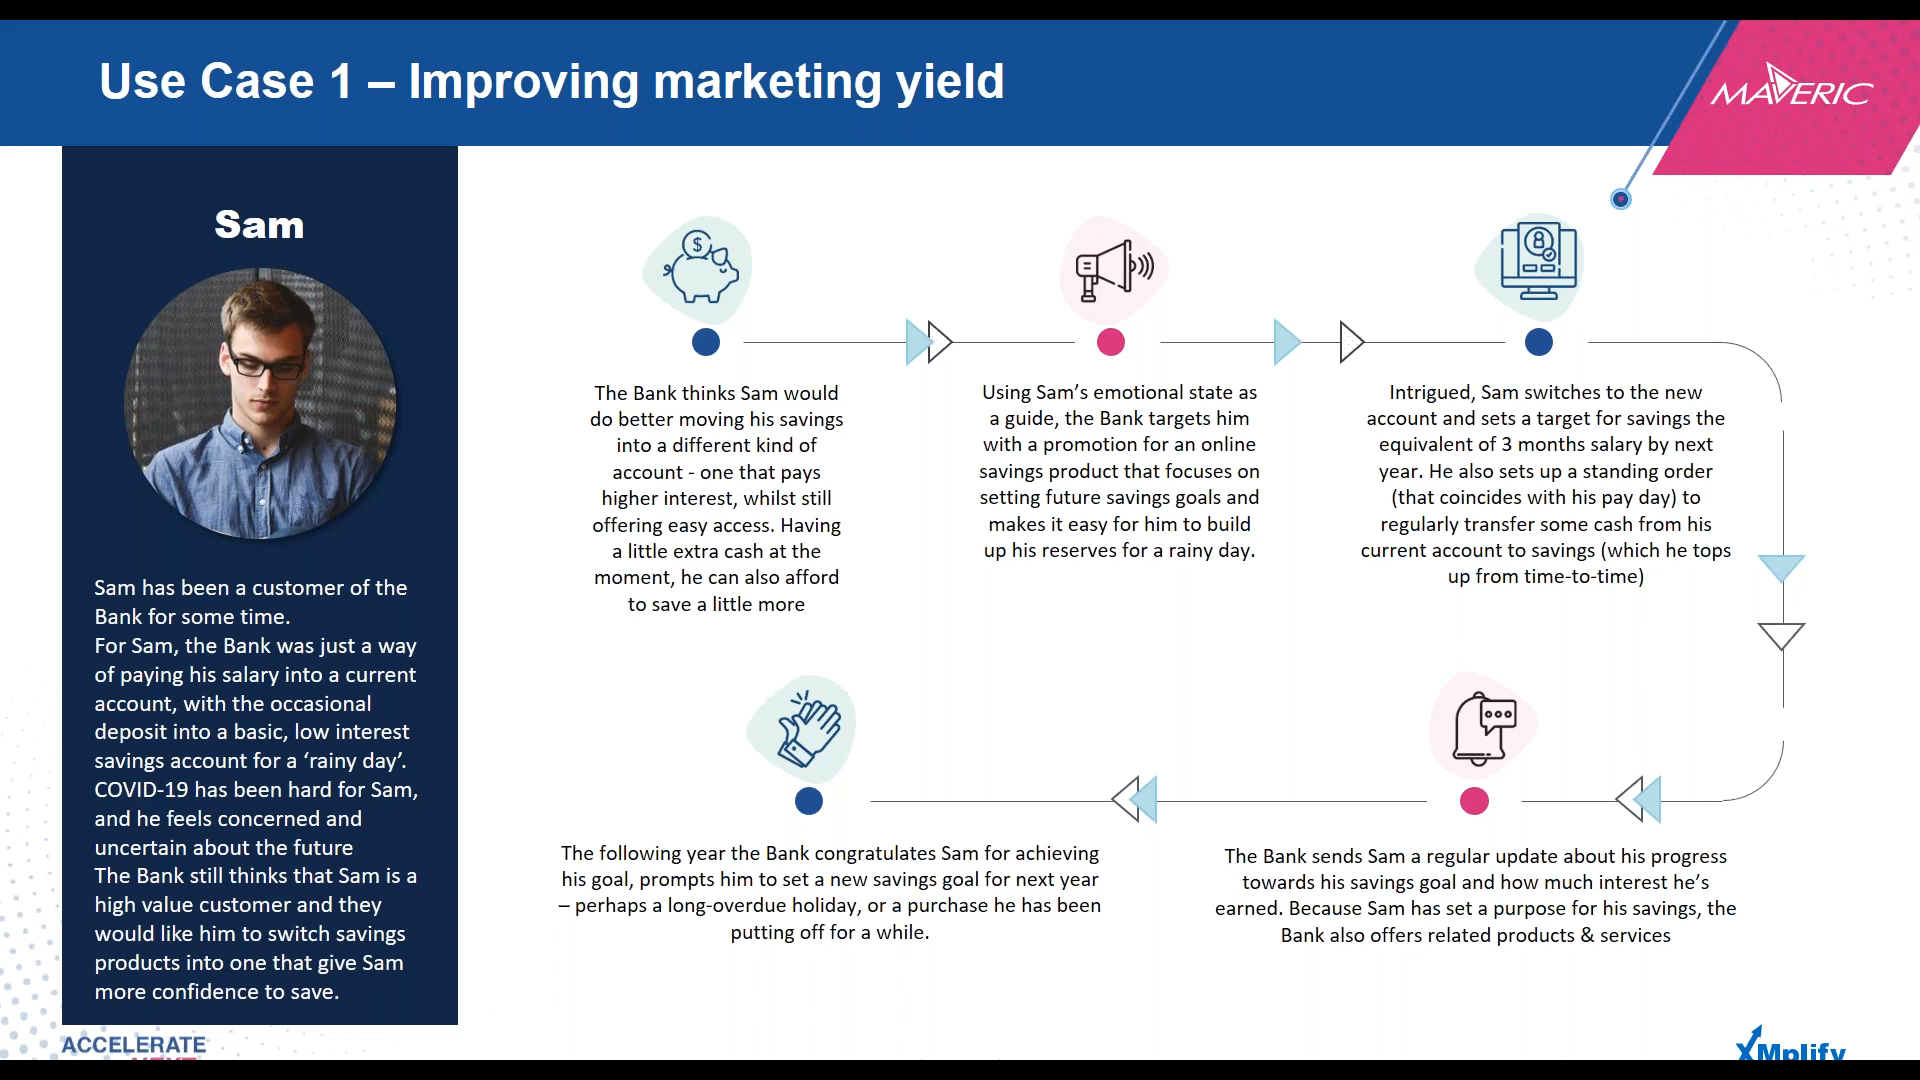 Use Case 1 – Improving marketing yield
MAVERIC
Sam
Sam has been a customer of the
Bank for some time.
For Sam, the Bank was just a way
of paying his salary into a current
account, with the occasional
deposit into a basic, low interest
savings account for a ‘rainy day’.
COVID-19 has been hard for Sam,
and he feels concerned and
uncertain about the future
The Bank still thinks that Sam is a
high value customer and they
would like him to switch savings
products into one that give Sam
more confidence to save.
$
The Bank thinks Sam would
do better moving his savings
into a different kind of
account - one that pays
higher interest, whilst still
offering easy access. Having
a little extra cash at the
moment, he can also afford
to save a little more
Using Sam’s emotional state as
a guide, the Bank targets him
with a promotion for an online
savings product that focuses on
setting future savings goals and
makes it easy for him to build
up his reserves for a rainy day.
Intrigued, Sam switches to the new
account and sets a target for savings the
equivalent of 3 months salary by next
year. He also sets up a standing order
(that coincides with his pay day) to
regularly transfer some cash from his
current account to savings (which he tops
up from time-to-time)
The Bank sends Sam a regular update about his progress
towards his savings goal and how much interest he’s
earned. Because Sam has set a purpose for his savings, the
Bank also offers related products & services
The following year the Bank congratulates Sam for achieving
his goal, prompts him to set a new savings goal for next year
– perhaps a long-overdue holiday, or a purchase he has been
putting off for a while.
ACCELERATE
NEXT
XMplify